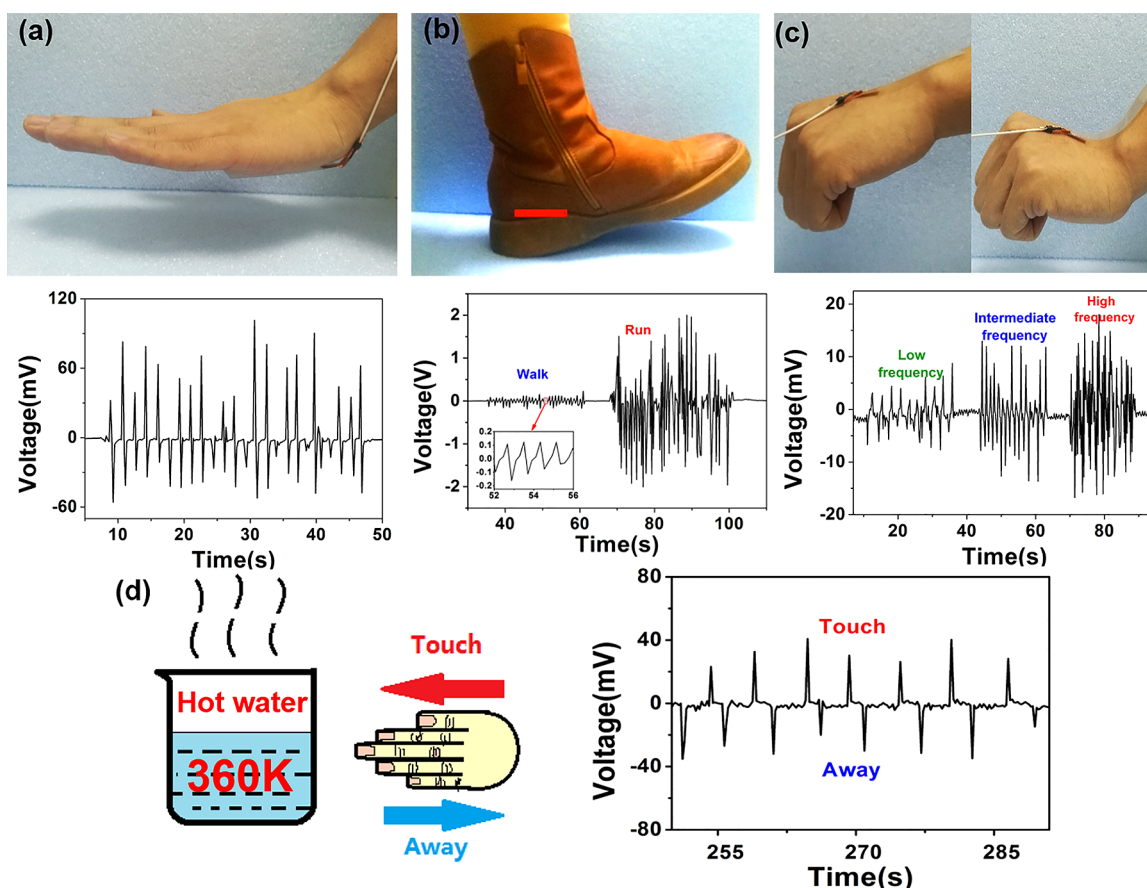 (a)
(b)
(c)
120
60
0
-60
Voltage(mV)
10 20 30 40 50
Time(s)
2
1
0
-1
-2
Voltage(V)
Walk
Run
0.2
0.1
0.0
-0.1
-0.2
52 54 56
40 60 80 100
Time(s)
20
10
0
-10
-20
Voltage(mV)
Low
frequency
Intermediate
frequency
High
frequency
20 40 60 80
Time(s)
(d)
Hot water
360K
Touch
Away
80
40
0
-40
-80
Voltage(mV)
Touch
Away
255 270 285
Time(s)